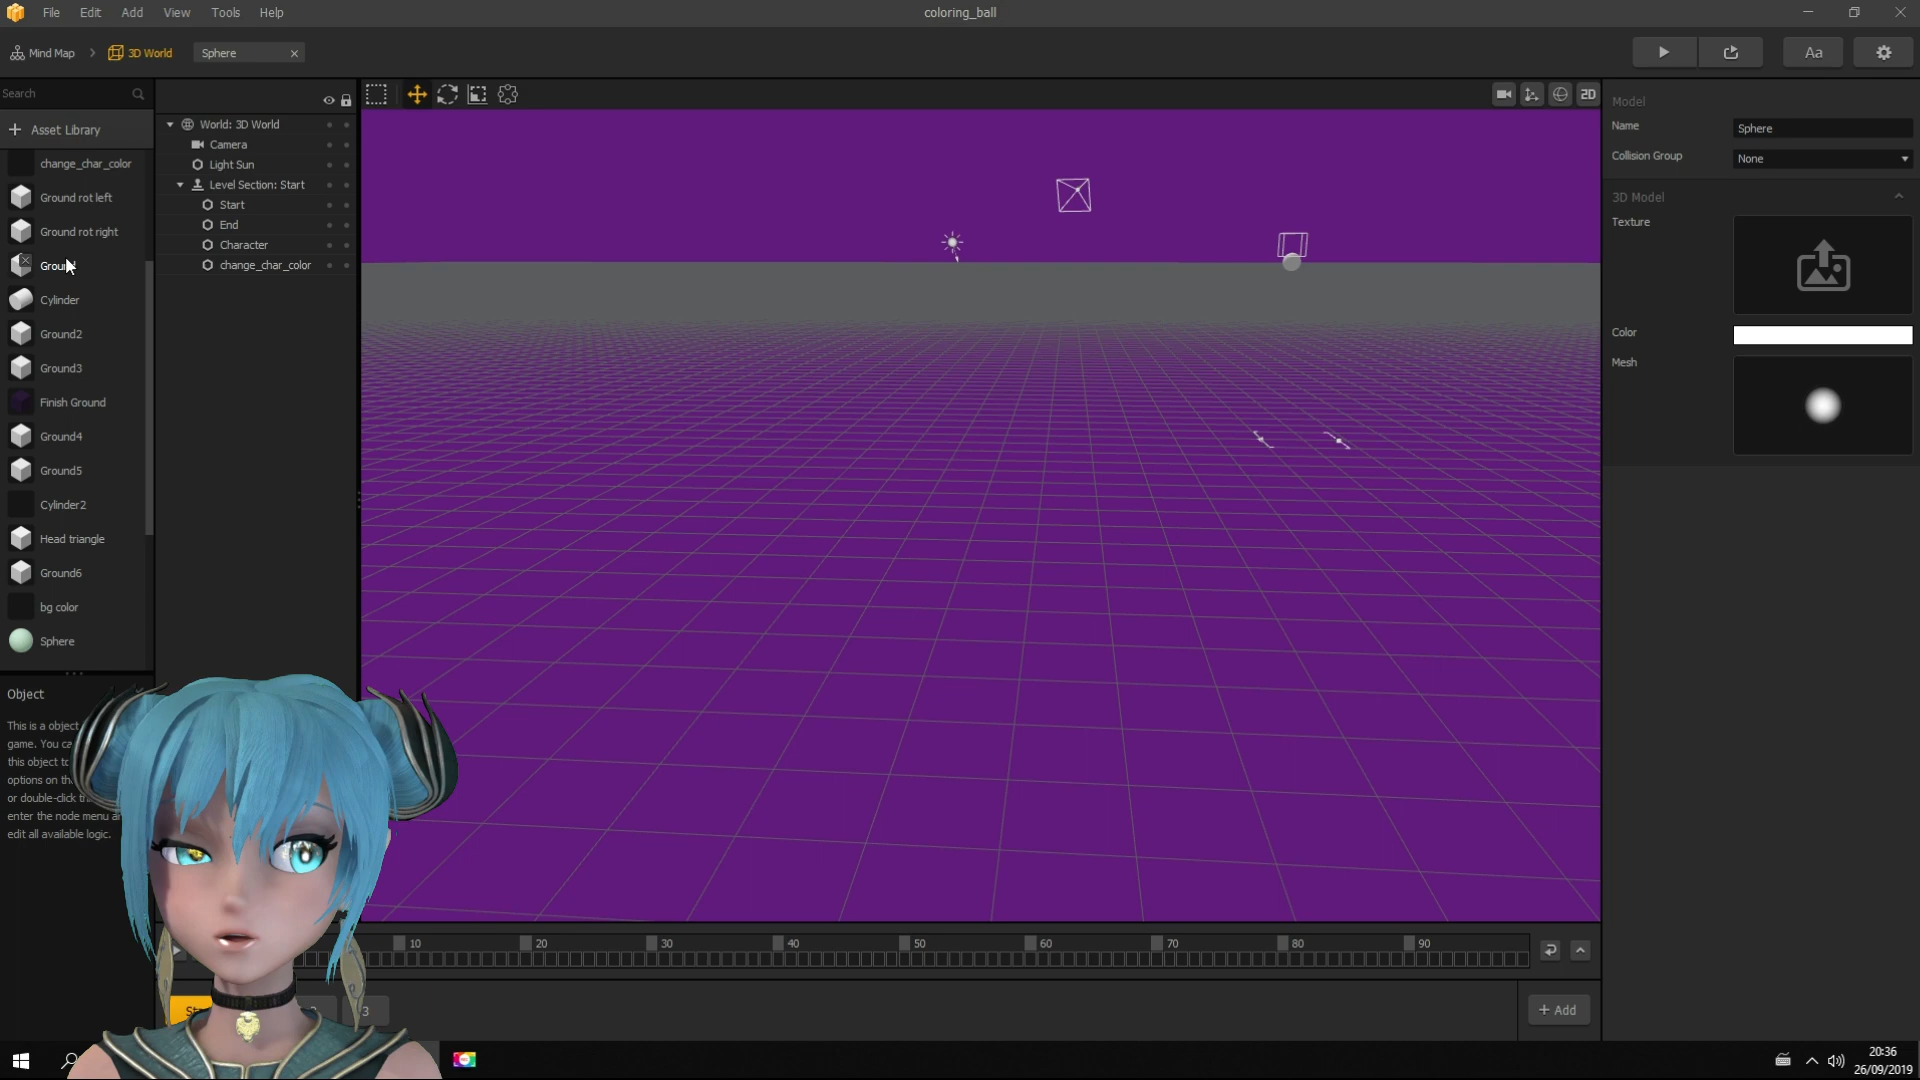 File Edit Add View Tools Help
coloring_ball
Mind Map
3D World
Sphere
Aa
Search
Asset Library
change_char_color
Ground rot left
Ground rot right
Ground
Cylinder
Ground2
Ground3
Finish Ground
Ground4
Ground5
Cylinder2
Head triangle
Ground6
bg color
Sphere
World: 3D World
Camera
Light Sun
Level Section: Start
Start
End
Character
change_char_color
2D
Model
Name Sphere
Collision Group None
3D Model
Texture
Color
Mesh
Object
This is a object
game. You
this object
options on
or double-click
enter the node menu
edit all available logic.
10 20 30 40 50 60 70 80 90
3
+ Add
20:36
26/09/2019